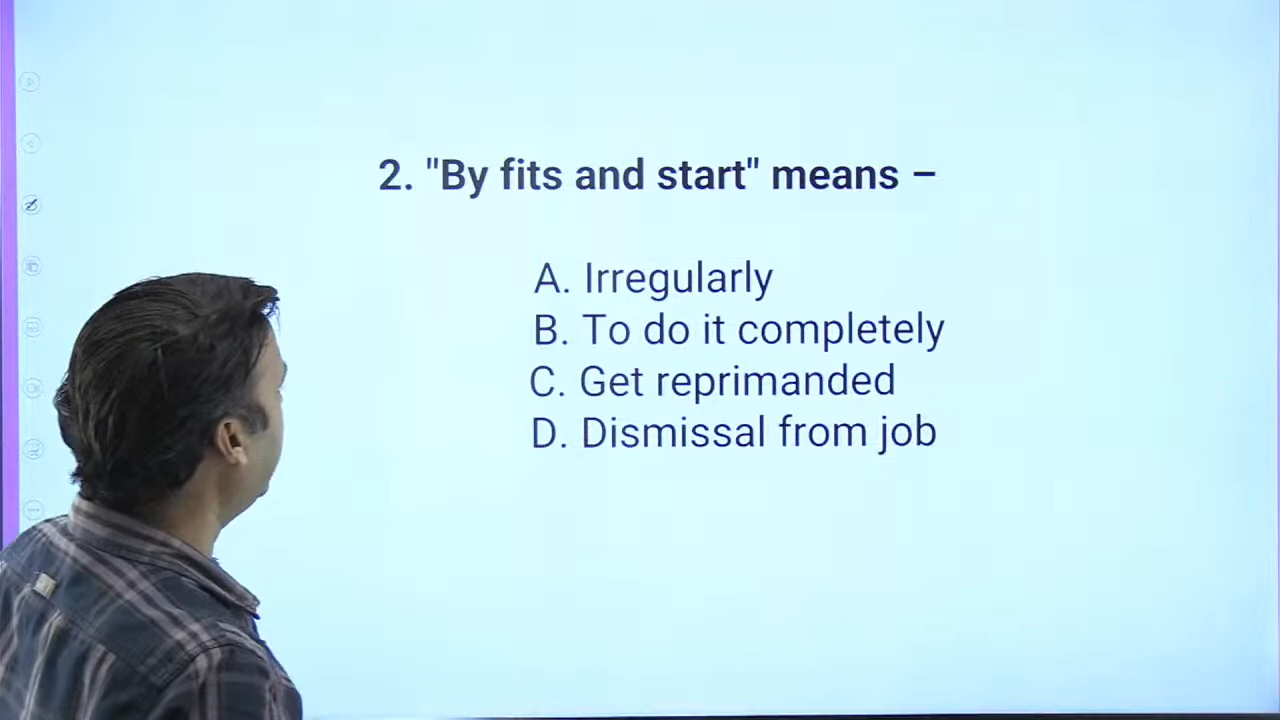 2. "By fits and start" means –
A. Irregularly
B. To do it completely
C. Get reprimanded
D. Dismissal from job